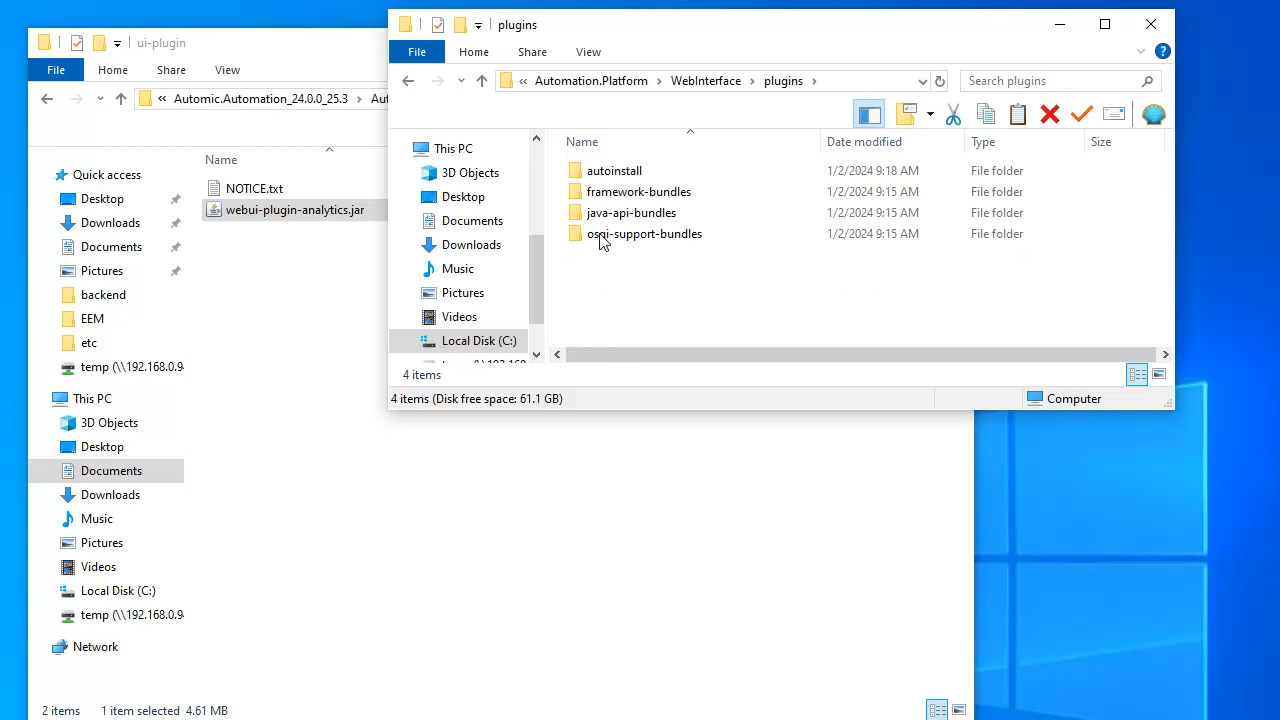 ui-plugin
File
Home
Share
View
«
Automic.Automation_24.0.0_25.3
Aut
Name
Quick access
Desktop
Downloads
Documents
Pictures
backend
EEM
etc
temp (\\192.168.0.9
This PC
3D Objects
Desktop
Documents
Downloads
Music
Pictures
Videos
Local Disk (C:)
temp (\\192.168.0.9
Network
NOTICE.txt
webui-plugin-analytics.jar
2 items
1 item selected 4.61 MB
plugins
File
Home
Share
View
«
Automation.Platform
WebInterface
plugins
Search plugins
This PC
3D Objects
Desktop
Documents
Downloads
Music
Pictures
Videos
Local Disk (C:)
Name
Date modified
Type
Size
autoinstall
1/2/2024 9:18 AM
File folder
framework-bundles
1/2/2024 9:15 AM
File folder
java-api-bundles
1/2/2024 9:15 AM
File folder
osgi-support-bundles
1/2/2024 9:15 AM
File folder
4 items
4 items (Disk free space: 61.1 GB)
Computer